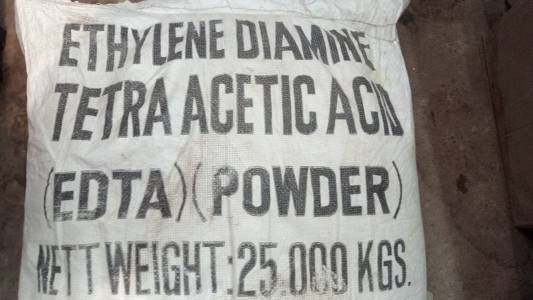 ETHYLENE DIAMINE
TETRA ACETIC ACID
(EDTA) (POWDER)
NETT WEIGHT: 25.000 KGS.